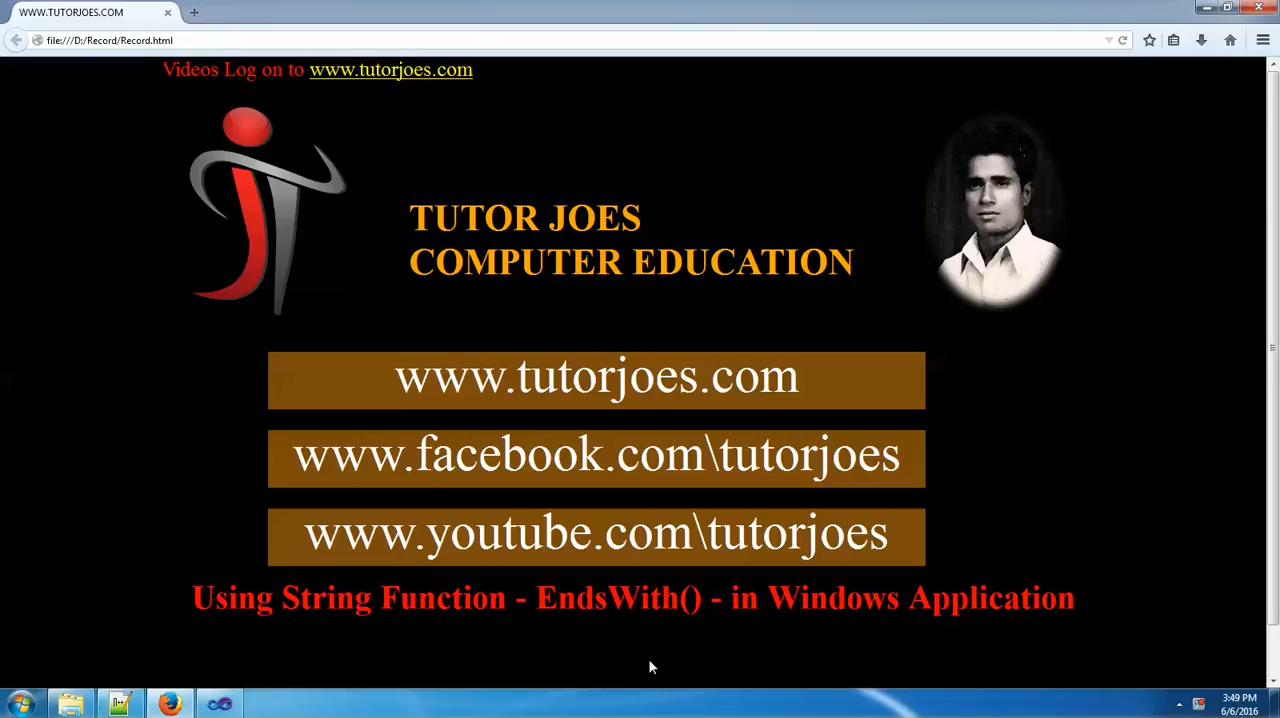 WWW.TUTORJOES.COM
file:///D:/Record/Record.html
Videos Log on to www.tutorjoes.com
TUTOR JOES
COMPUTER EDUCATION
www.tutorjoes.com
www.facebook.com\tutorjoes
www.youtube.com\tutorjoes
Using String Function - EndsWith() - in Windows Application
3:49 PM
6/6/2016